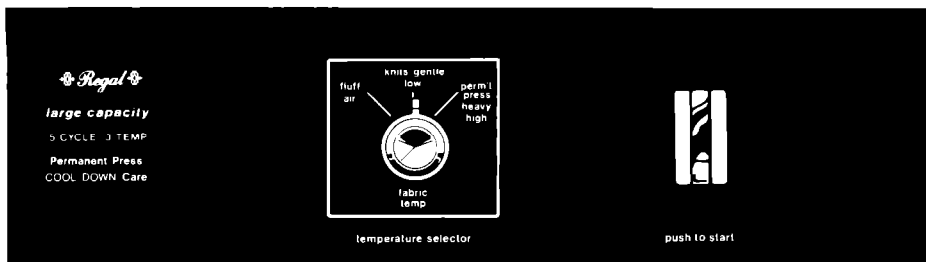 Regal
large capacity
5 CYCLE 3 TEMP
Permanent Press
COOL DOWN Care
knits gentle
low
fluff
air
perm'l
press
heavy
high
fabric
temp
temperature selector
push to start